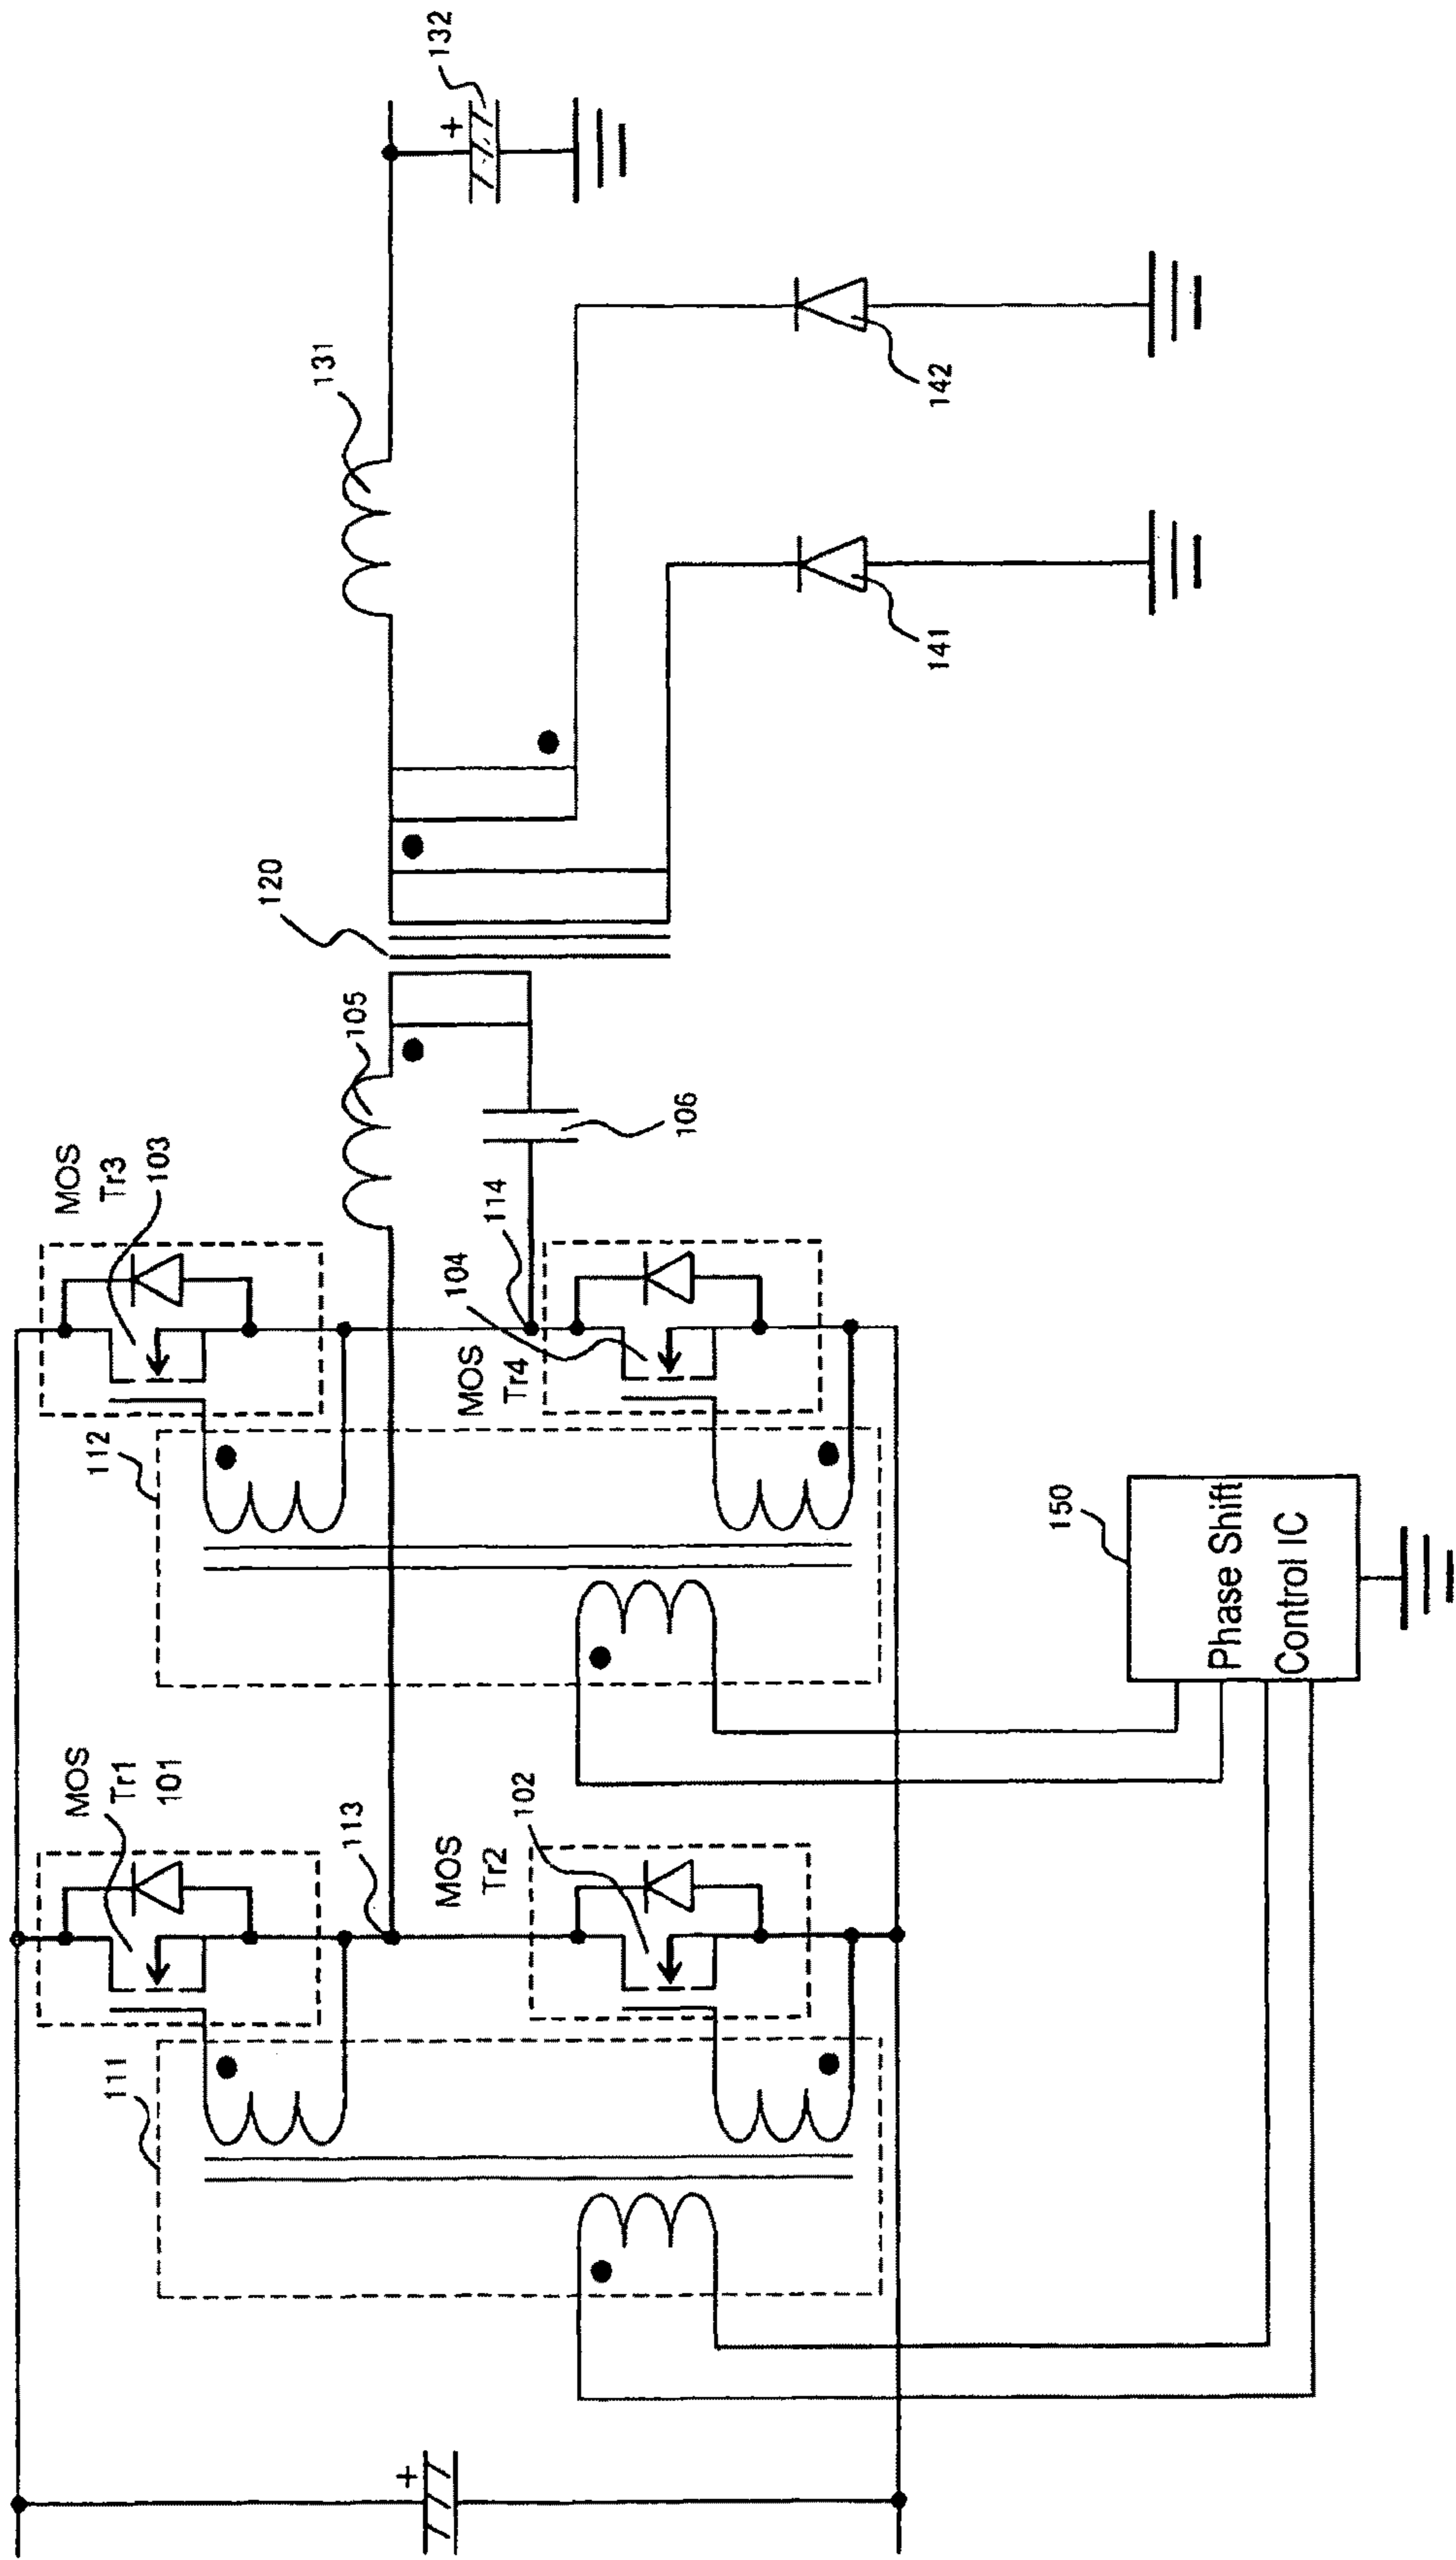 MOS
Tr1
101
MOS
Tr3
103
111
112
113
MOS
Tr2
102
MOS
Tr4
104
114
105
106
120
131
132
+
+
141
142
150
Phase Shift
Control IC